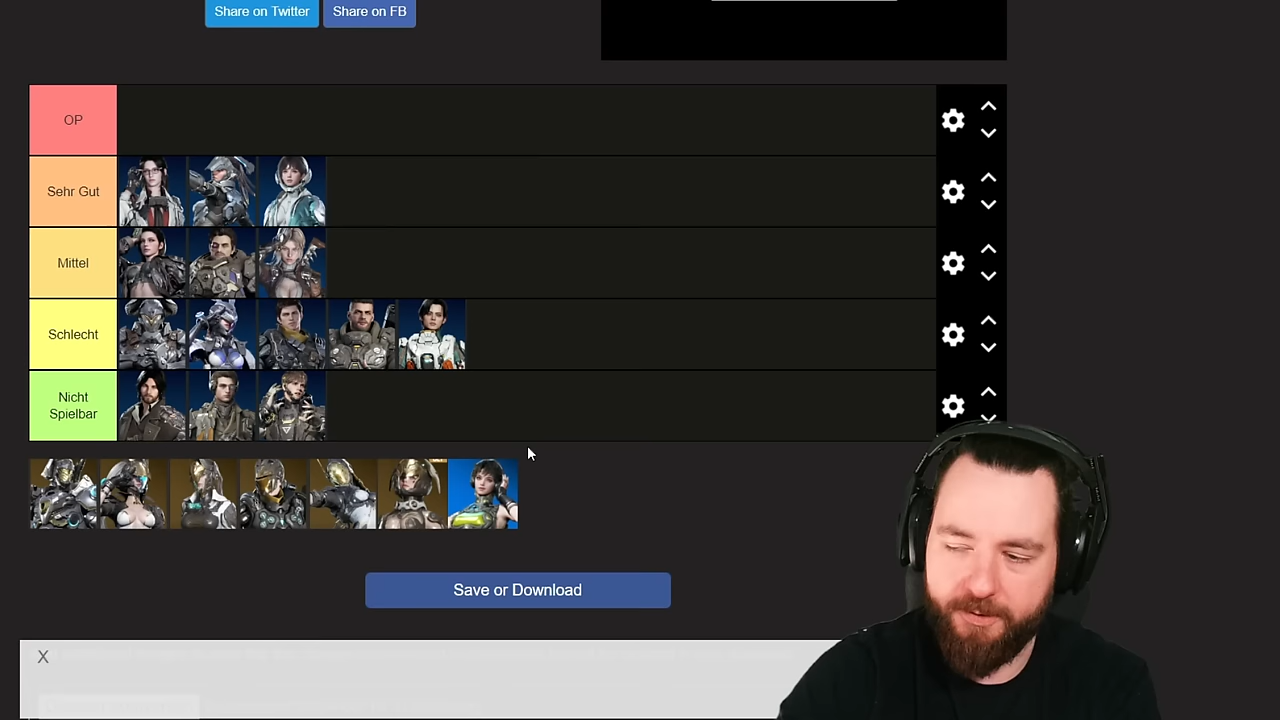 Share on Twitter
Share on FB
OP
Sehr Gut
Mittel
Schlecht
Nicht
Spielbar
Save or Download
X